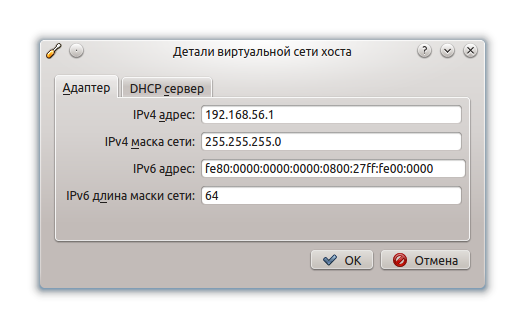 Детали виртуальной сети хоста
Адаптер
DHCP сервер
IPv4 адрес: 192.168.56.1
IPv4 маска сети: 255.255.255.0
IPv6 адрес: fe80:0000:0000:0000:0800:27ff:fe00:0000
IPv6 длина маски сети: 64
OK
Отмена